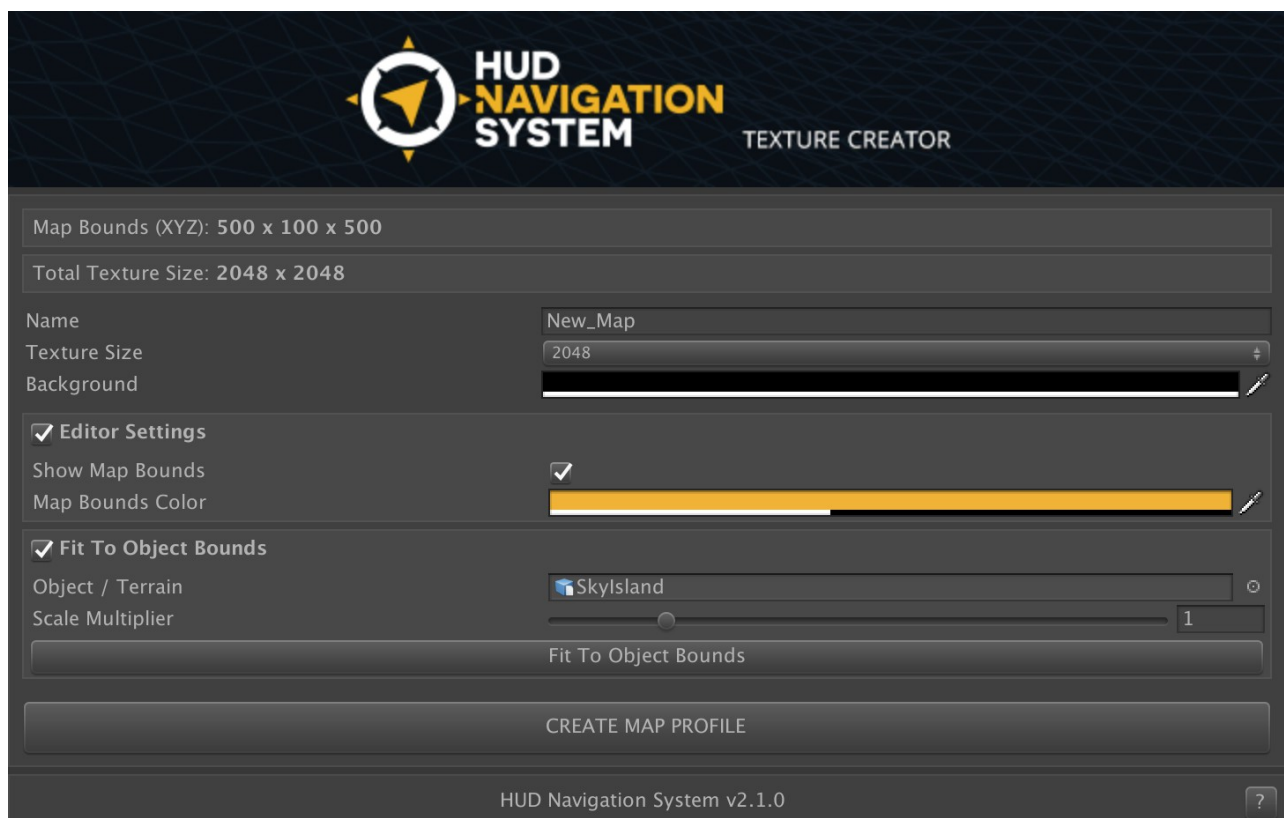 HUD
NAVIGATION
SYSTEM
TEXTURE CREATOR
Map Bounds (XYZ): 500 x 100 x 500
Total Texture Size: 2048 x 2048
Name New_Map
Texture Size 2048
Background
Editor Settings
Show Map Bounds
Map Bounds Color
Fit To Object Bounds
Object / Terrain SkyIsland
Scale Multiplier 1
Fit To Object Bounds
CREATE MAP PROFILE
HUD Navigation System v2.1.0 ?